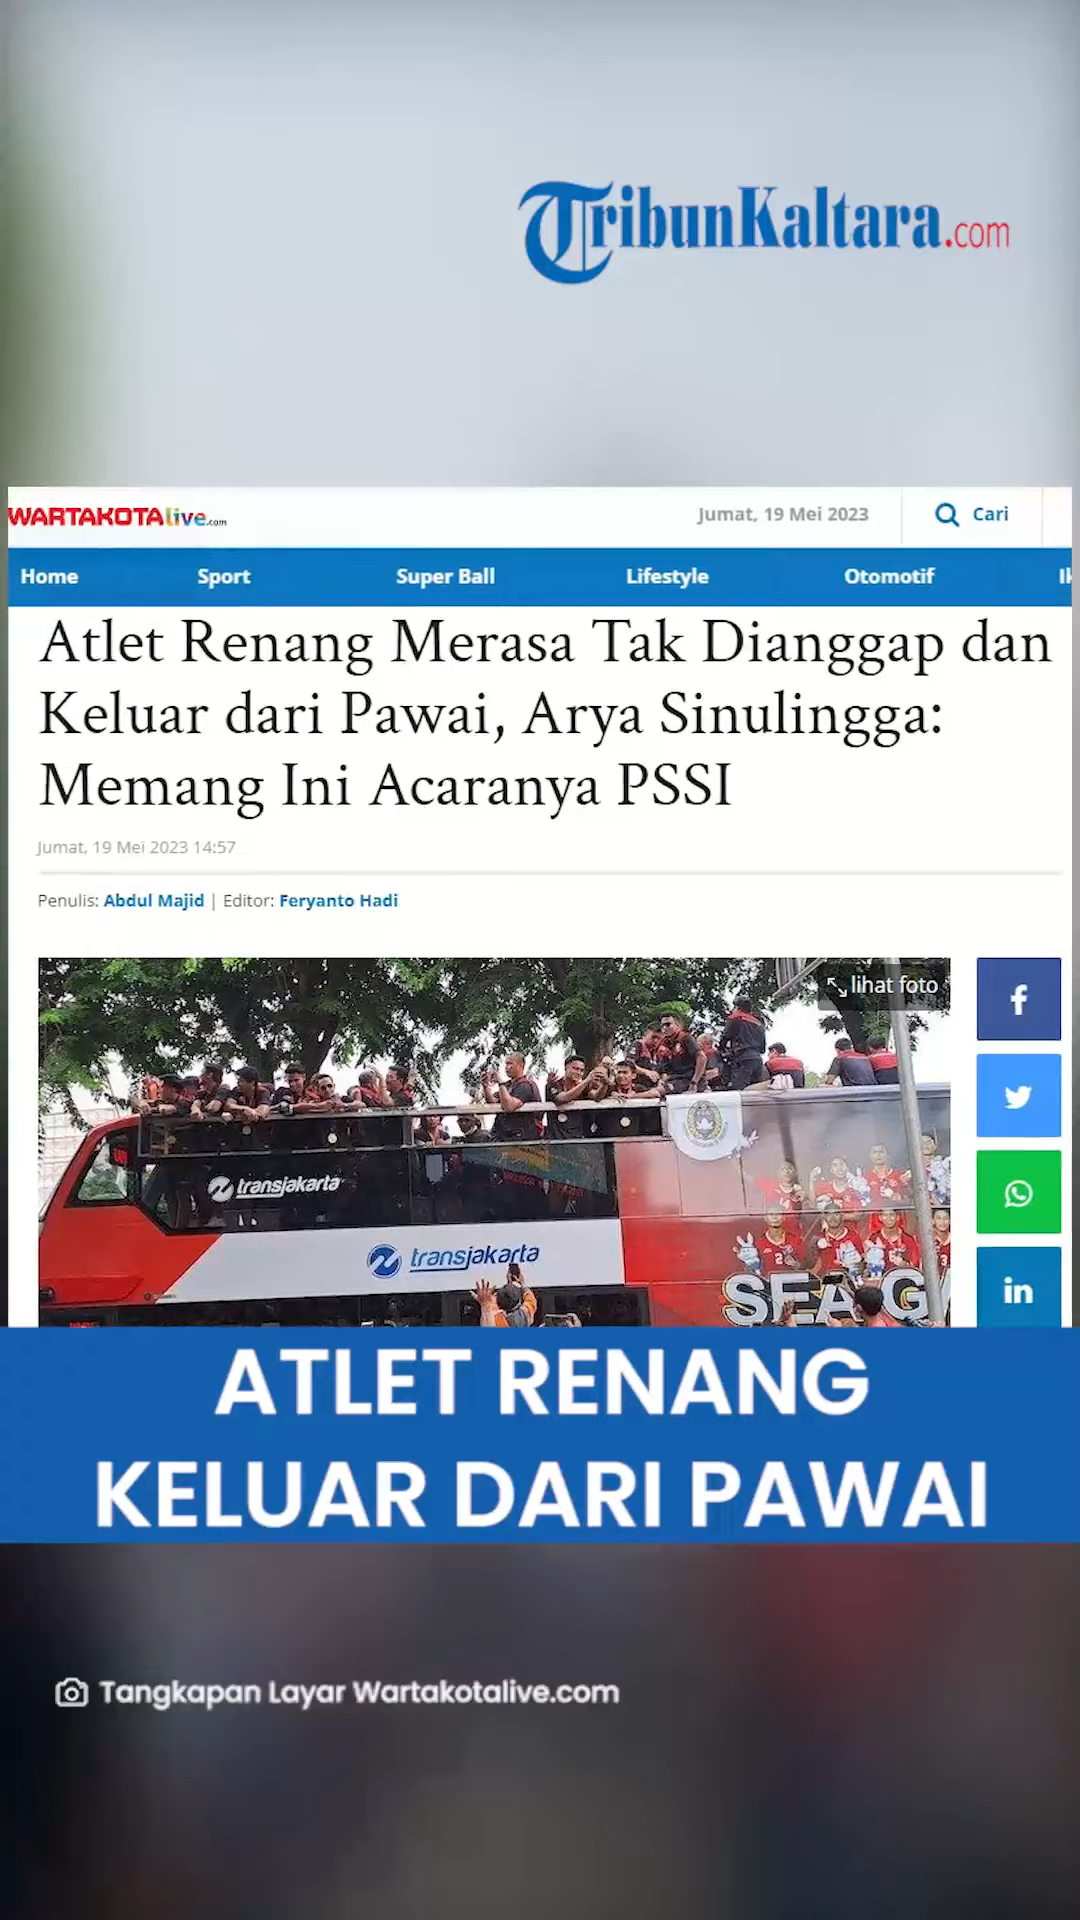 TribunKaltara.com
WARTAKOTAlive.com
Jumat, 19 Mei 2023
Cari
Home Sport Super Ball Lifestyle Otomotif
Atlet Renang Merasa Tak Dianggap dan
Keluar dari Pawai, Arya Sinulingga:
Memang Ini Acaranya PSSI
Jumat, 19 Mei 2023 14:57
Penulis: Abdul Majid | Editor: Feryanto Hadi
lihat foto
transjakarta
transjakarta
SEA GA
ATLET RENANG
KELUAR DARI PAWAI
Tangkapan Layar Wartakotalive.com